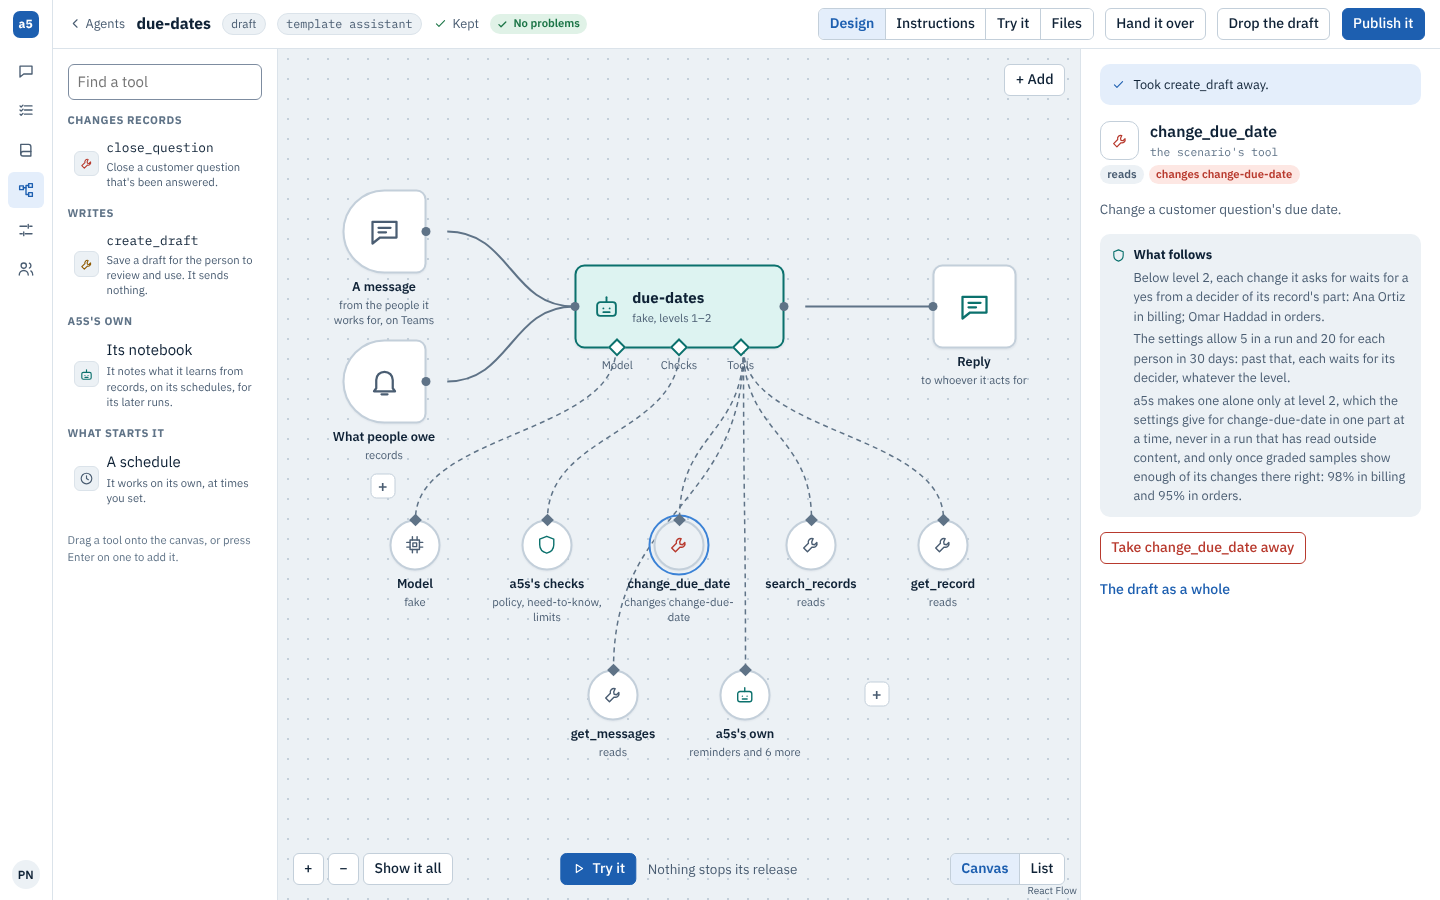 a5
Agents
due-dates
draft
template assistant
Kept
No problems
Design
Instructions
Try it
Files
Hand it over
Drop the draft
Publish it
Find a tool
CHANGES RECORDS
close_question
Close a customer question
that's been answered.
WRITES
create_draft
Save a draft for the person to
review and use. It sends
nothing.
A5S'S OWN
Its notebook
It notes what it learns from
records, on its schedules, for
its later runs.
WHAT STARTS IT
A schedule
It works on its own, at times
you set.
Drag a tool onto the canvas, or press
Enter on one to add it.
PN
+ Add
A message
from the people it
works for, on Teams
What people owe
records
+
due-dates
fake, levels 1–2
Model
Checks
Tools
Reply
to whoever it acts for
Model
fake
a5s's checks
policy, need-to-know,
limits
change_due_date
changes change-due-
date
search_records
reads
get_record
reads
get_messages
reads
a5s's own
reminders and 6 more
+
+
−
Show it all
Try it
Nothing stops its release
Canvas
List
React Flow
Took create_draft away.
change_due_date
the scenario's tool
reads
changes change-due-date
Change a customer question's due date.
What follows
Below level 2, each change it asks for waits for a
yes from a decider of its record's part: Ana Ortiz
in billing; Omar Haddad in orders.
The settings allow 5 in a run and 20 for each
person in 30 days: past that, each waits for its
decider, whatever the level.
a5s makes one alone only at level 2, which the
settings give for change-due-date in one part at
a time, never in a run that has read outside
content, and only once graded samples show
enough of its changes there right: 98% in billing
and 95% in orders.
Take change_due_date away
The draft as a whole